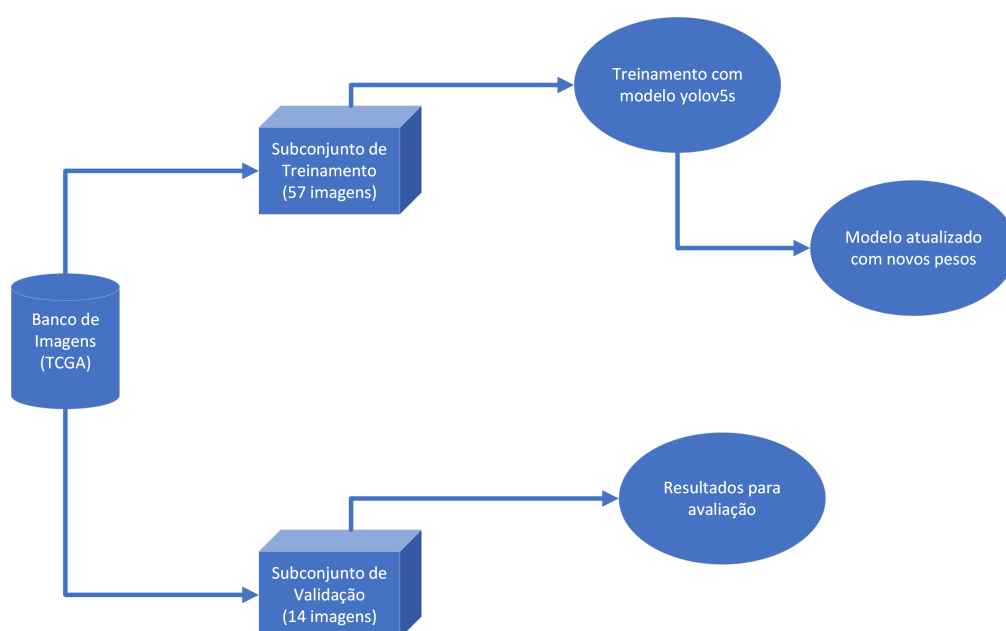 Treinamento com
modelo yolov5s
Subconjunto de
Treinamento
(57 imagens)
Modelo atualizado
com novos pesos
Banco de
Imagens
(TCGA)
Resultados para
avaliação
Subconjunto de
Validação
(14 imagens)